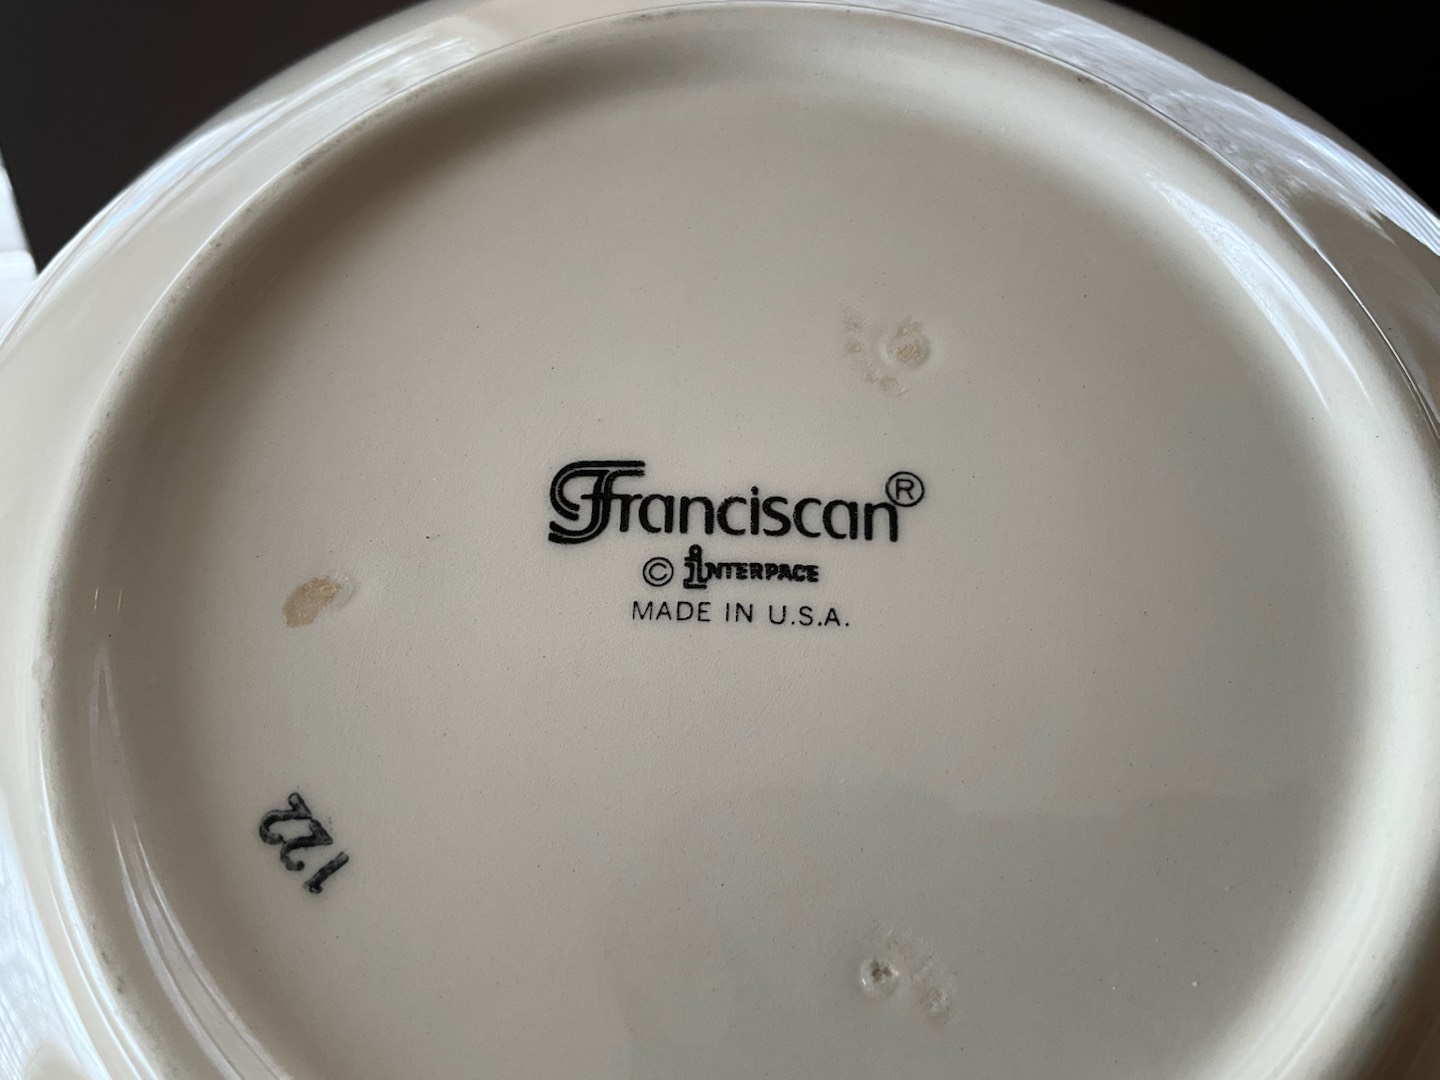 Franciscan®
© INTERPACE
MADE IN U.S.A.
122